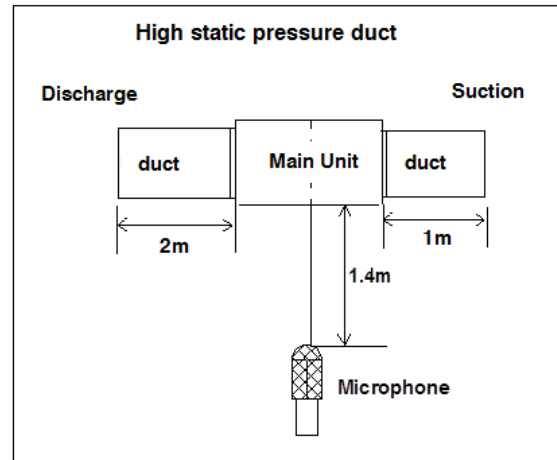 High static pressure duct
Discharge
Suction
duct
Main Unit
duct
2m
1m
1.4m
Microphone